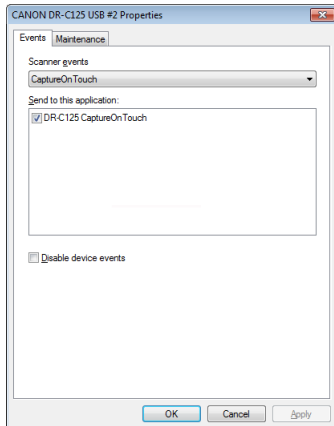 CANON DR-C125 USB #2 Properties
Events Maintenance
Scanner events
CaptureOnTouch
Send to this application:
DR-C125 CaptureOnTouch
Disable device events
OK Cancel Apply